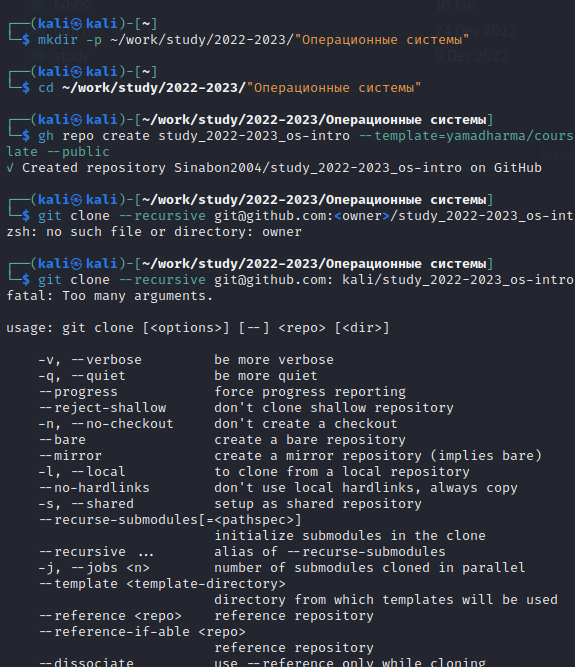 lab09
10 Jan
24 Dec 2022
study
9 Dec 2022
┌──(kali㉿kali)-[~]
└─$ mkdir -p ~/work/study/2022-2023/"Операционные системы"
┌──(kali㉿kali)-[~]
└─$ cd ~/work/study/2022-2023/"Операционные системы"
┌──(kali㉿kali)-[~/work/study/2022-2023/Операционные системы]
└─$ gh repo create study_2022-2023_os-intro --template=yamadharma/cours
late --public
✓ Created repository Sinabon2004/study_2022-2023_os-intro on GitHub
┌──(kali㉿kali)-[~/work/study/2022-2023/Операционные системы]
└─$ git clone --recursive git@github.com:<owner>/study_2022-2023_os-int
zsh: no such file or directory: owner
┌──(kali㉿kali)-[~/work/study/2022-2023/Операционные системы]
└─$ git clone --recursive git@github.com: kali/study_2022-2023_os-intro
fatal: Too many arguments.
usage: git clone [<options>] [--] <repo> [<dir>]
-v, --verbose be more verbose
-q, --quiet be more quiet
--progress force progress reporting
--reject-shallow don't clone shallow repository
-n, --no-checkout don't create a checkout
--bare create a bare repository
--mirror create a mirror repository (implies bare)
-l, --local to clone from a local repository
--no-hardlinks don't use local hardlinks, always copy
-s, --shared setup as shared repository
--recurse-submodules[=<pathspec>]
initialize submodules in the clone
--recursive ... alias of --recurse-submodules
-j, --jobs <n> number of submodules cloned in parallel
--template <template-directory>
directory from which templates will be used
--reference <repo> reference repository
--reference-if-able <repo>
reference repository
--dissociate use --reference only while cloning